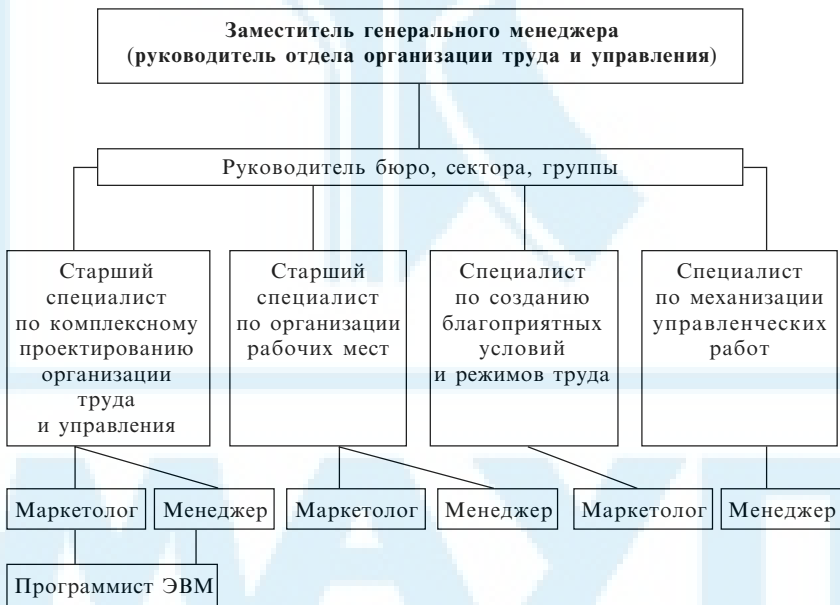 Заместитель генерального менеджера
(руководитель отдела организации труда и управления)
Руководитель бюро, сектора, группы
Старший
специалист
по комплексному
проектированию
организации
труда
и управления
Старший
специалист
по организации
рабочих мест
Специалист
по созданию
благоприятных
условий
и режимов труда
Специалист
по механизации
управленческих
работ
Маркетолог
Менеджер
Маркетолог
Менеджер
Маркетолог
Менеджер
Программист ЭВМ
МАУП